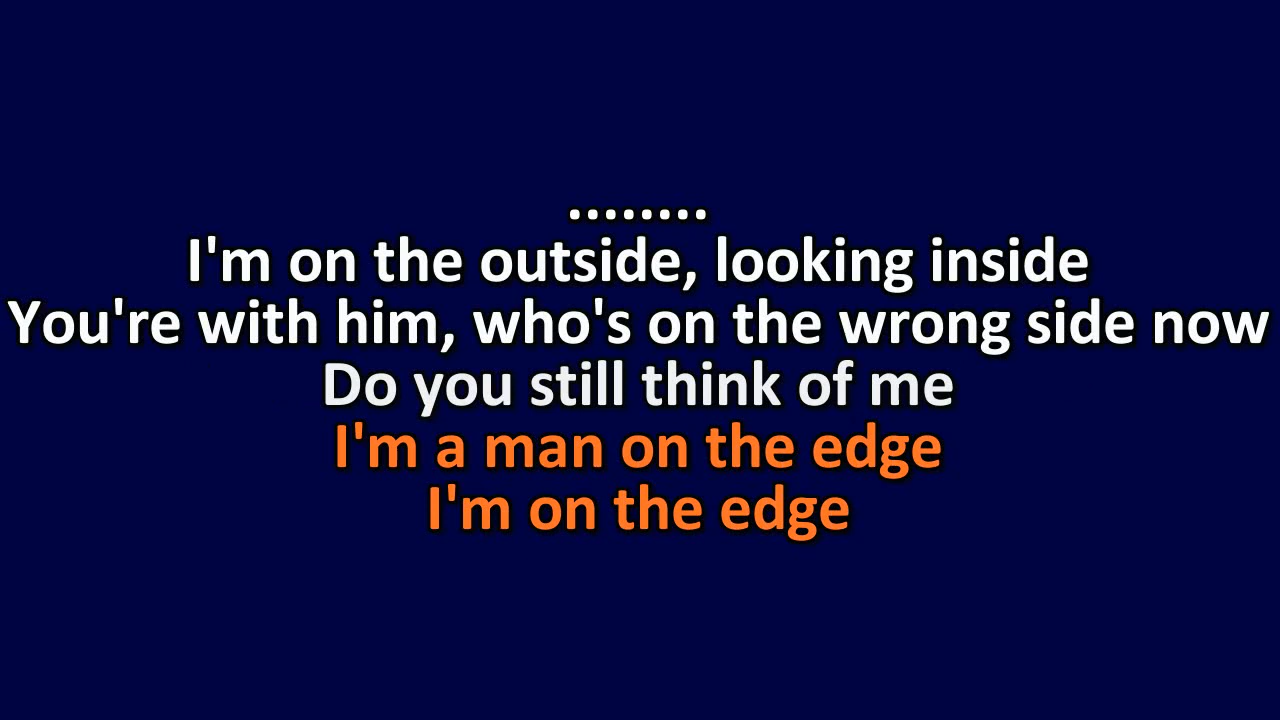 ........
I'm on the outside, looking inside
You're with him, who's on the wrong side now
Do you still think of me
I'm a man on the edge
I'm on the edge